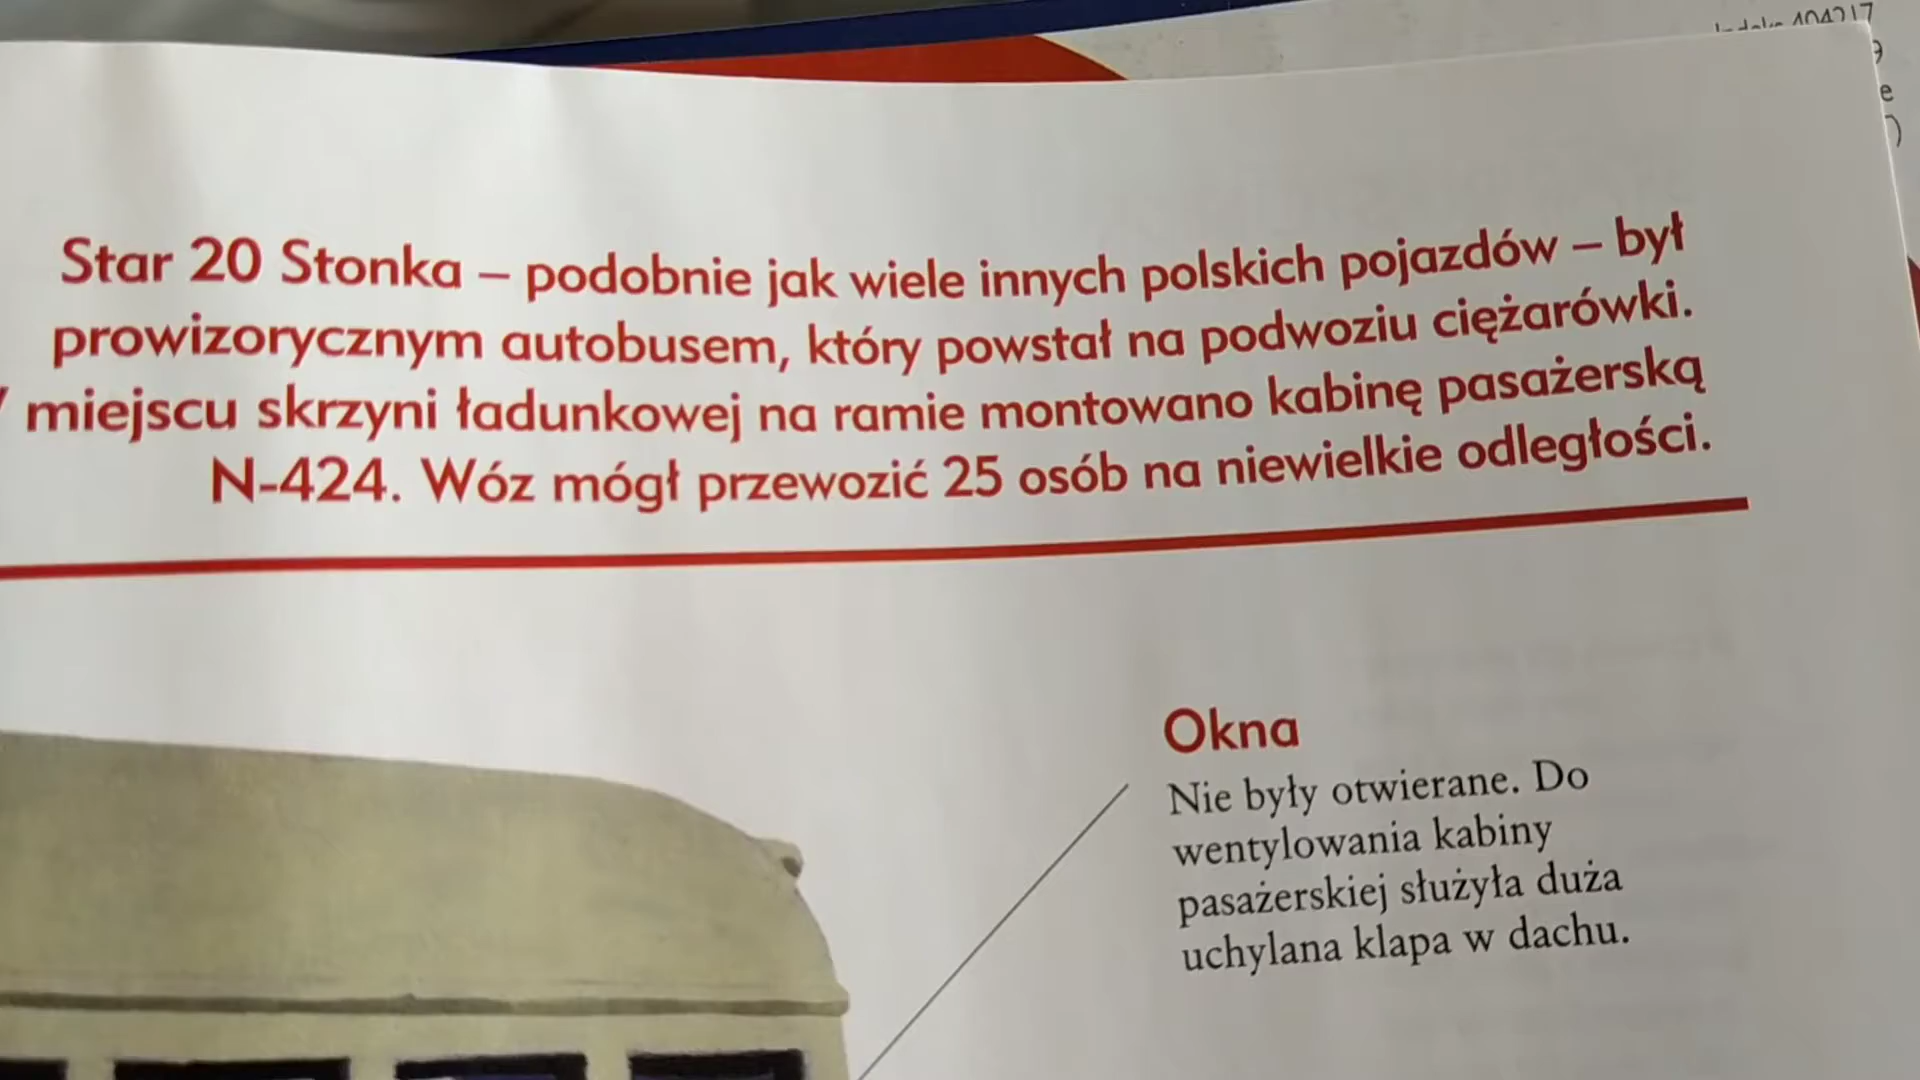 104217
Star 20 Stonka – podobnie jak wiele innych polskich pojazdów – był
prowizorycznym autobusem, który powstał na podwoziu ciężarówki.
miejscu skrzyni ładunkowej na ramie montowano kabinę pasażerską
N-424. Wóz mógł przewozić 25 osób na niewielkie odległości.
Okna
Nie były otwierane. Do
wentylowania kabiny
pasażerskiej służyła duża
uchylana klapa w dachu.